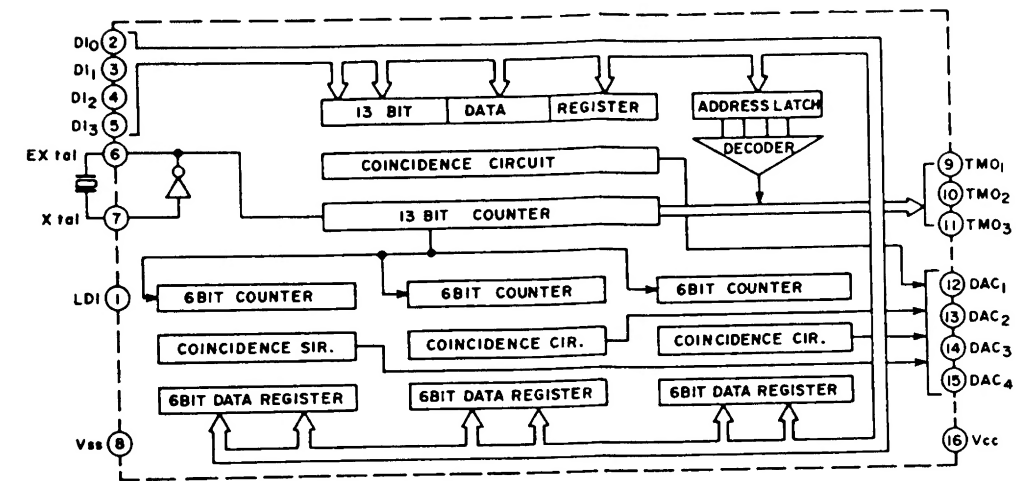 DI0 2
DI1 3
DI2 4
DI3 5
EX tal 6
X tal 7
LDI 1
Vss 8
13 BIT DATA REGISTER
ADDRESS LATCH
DECODER
COINCIDENCE CIRCUIT
13 BIT COUNTER
9 TMO1
10 TMO2
11 TMO3
6BIT COUNTER 6BIT COUNTER 6BIT COUNTER
COINCIDENCE SIR. COINCIDENCE CIR. COINCIDENCE CIR.
6BIT DATA REGISTER 6BIT DATA REGISTER 6BIT DATA REGISTER
12 DAC1
13 DAC2
14 DAC3
15 DAC4
16 Vcc